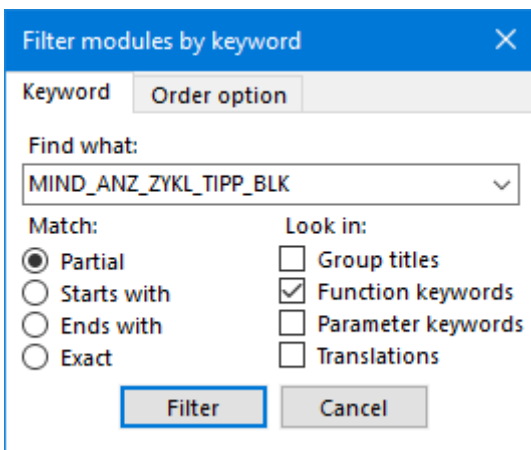 Filter modules by keyword
Keyword Order option
Find what:
MIND_ANZ_ZYKL_TIPP_BLK
Match: Look in:
Partial Group titles
Starts with Function keywords
Ends with Parameter keywords
Exact Translations
Filter Cancel